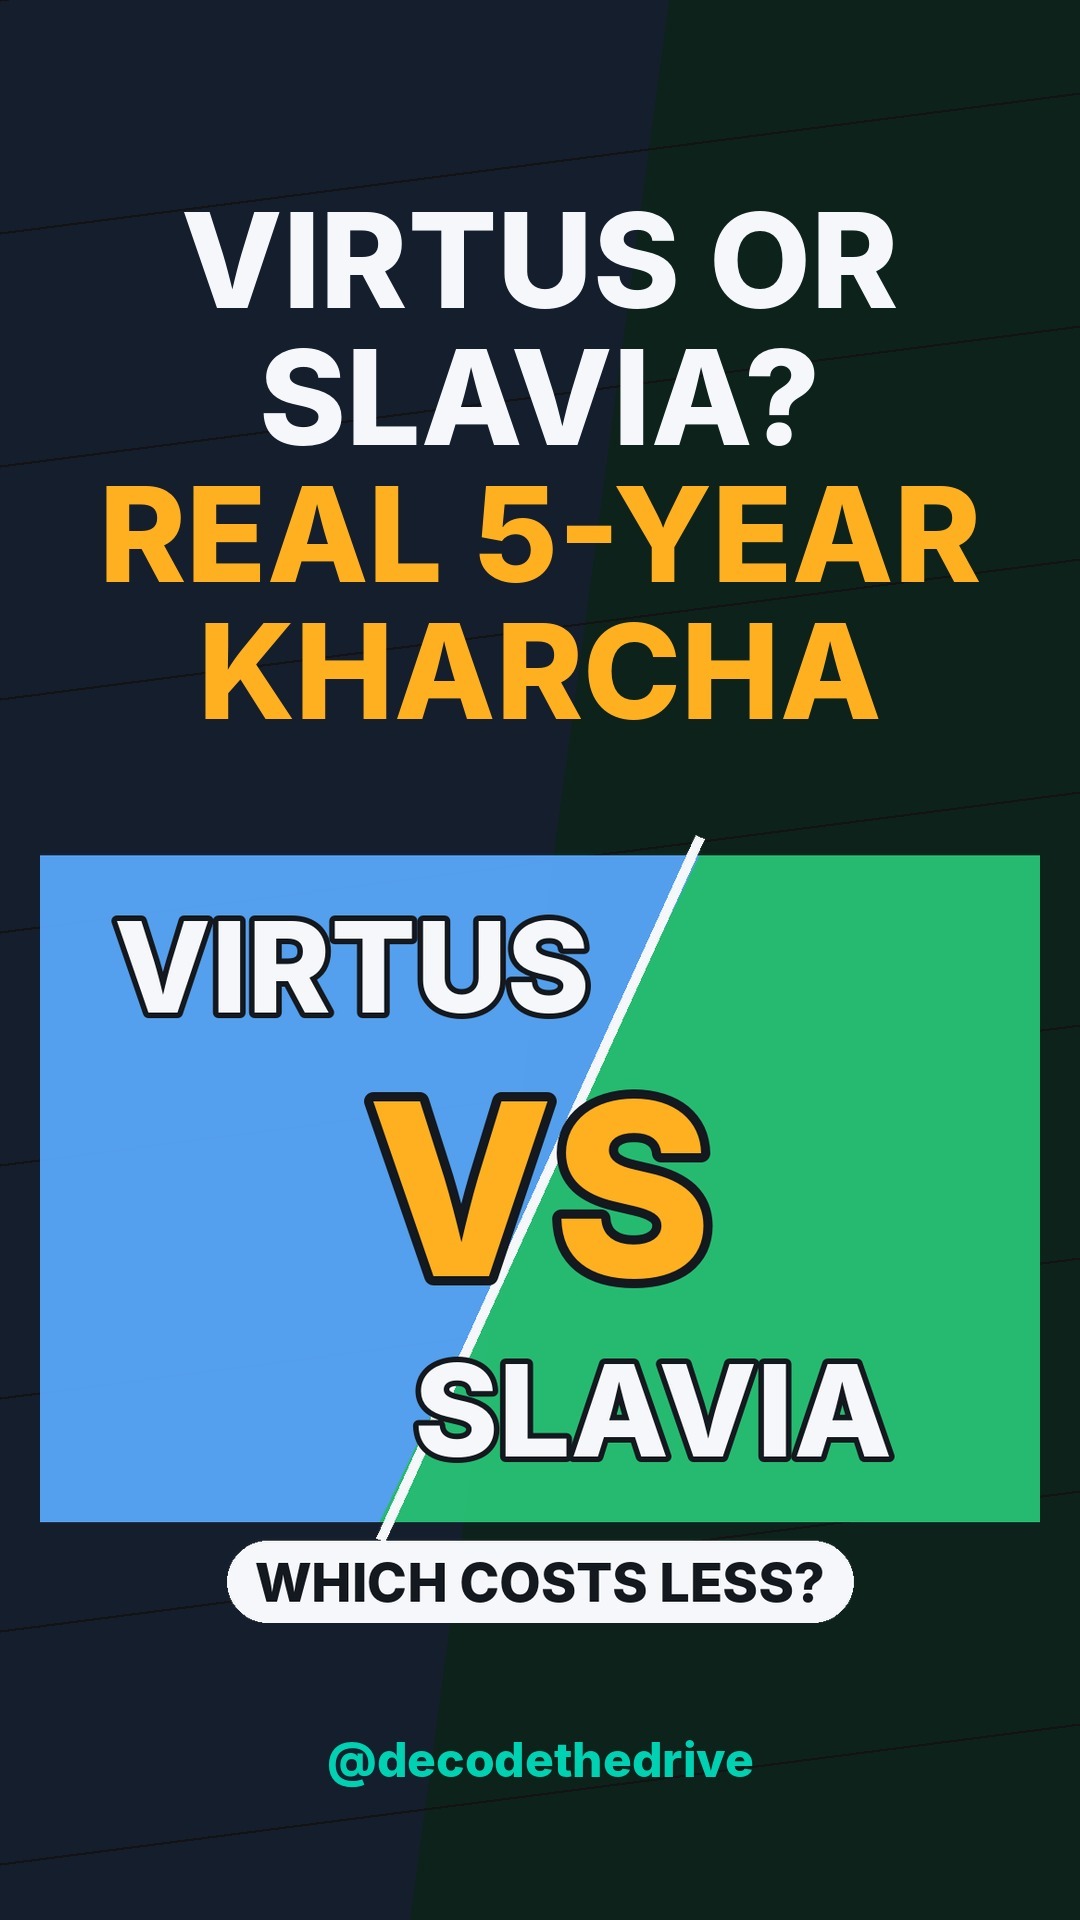 VIRTUS OR
SLAVIA?
REAL 5-YEAR
KHARCHA
VIRTUS
VS
SLAVIA
WHICH COSTS LESS?
@decodethedrive